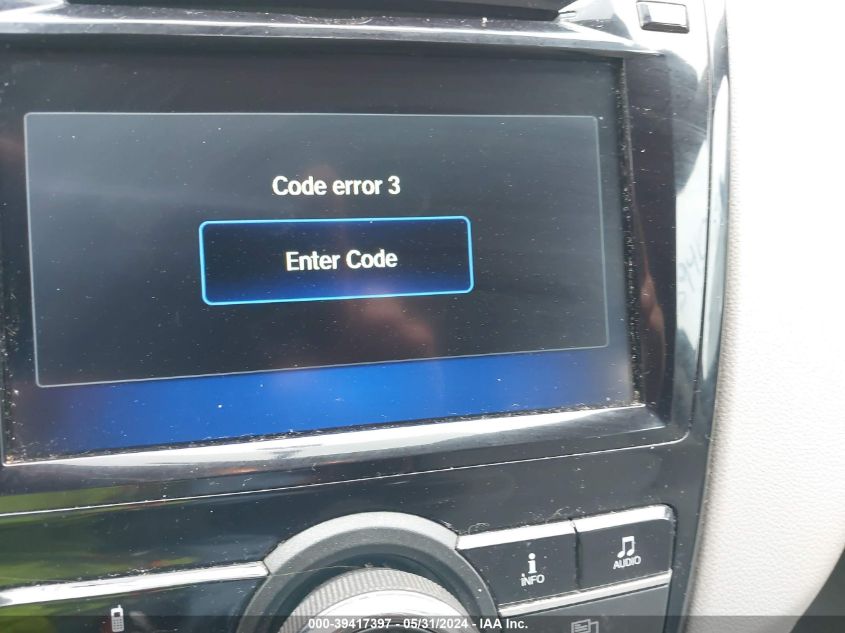 Code error 3
Enter Code
INFO
AUDIO
000-39417397 - 05/31/2024 - IAA Inc.